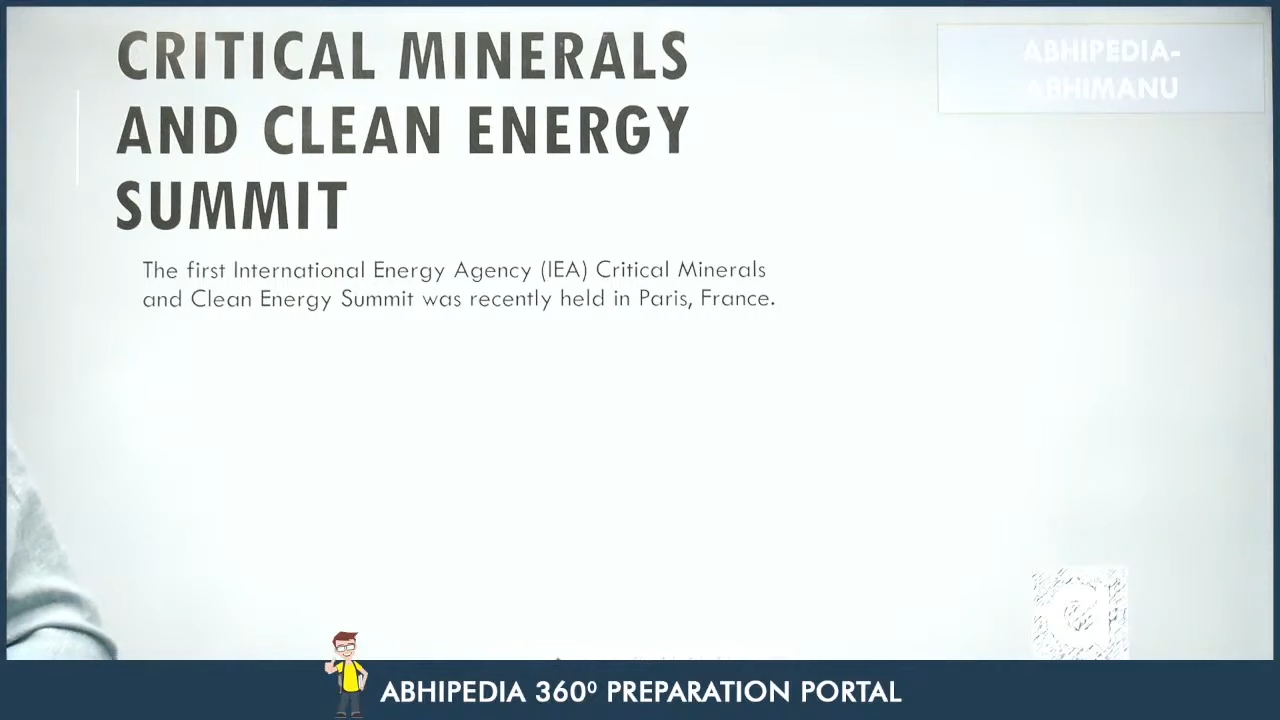 CRITICAL MINERALS
AND CLEAN ENERGY
SUMMIT
ABHIPEDIA-
ABHIMANU
The first International Energy Agency (IEA) Critical Minerals
and Clean Energy Summit was recently held in Paris, France.
ABHIPEDIA 360º PREPARATION PORTAL